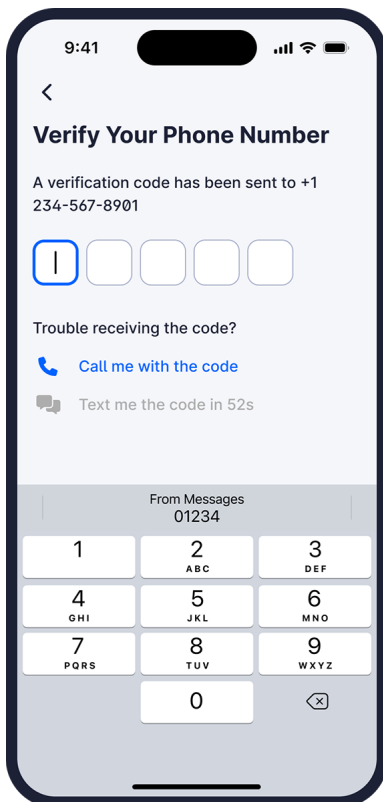 9:41
Verify Your Phone Number
A verification code has been sent to +1
234-567-8901
Trouble receiving the code?
Call me with the code
Text me the code in 52s
From Messages
01234
1
2
ABC
3
DEF
4
GHI
5
JKL
6
MNO
7
PQRS
8
TUV
9
WXYZ
0